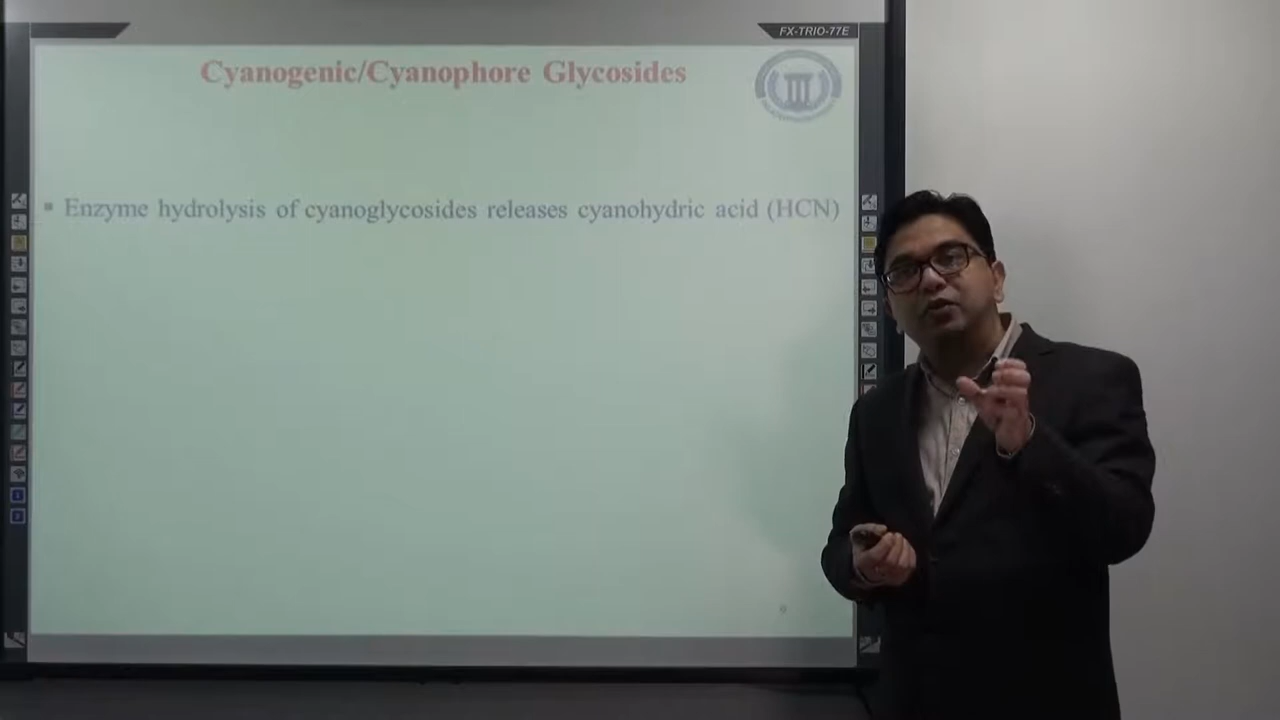 FX-TRIO-77E
Cyanogenic/Cyanophore Glycosides
▪ Enzyme hydrolysis of cyanoglycosides releases cyanohydric acid (HCN)